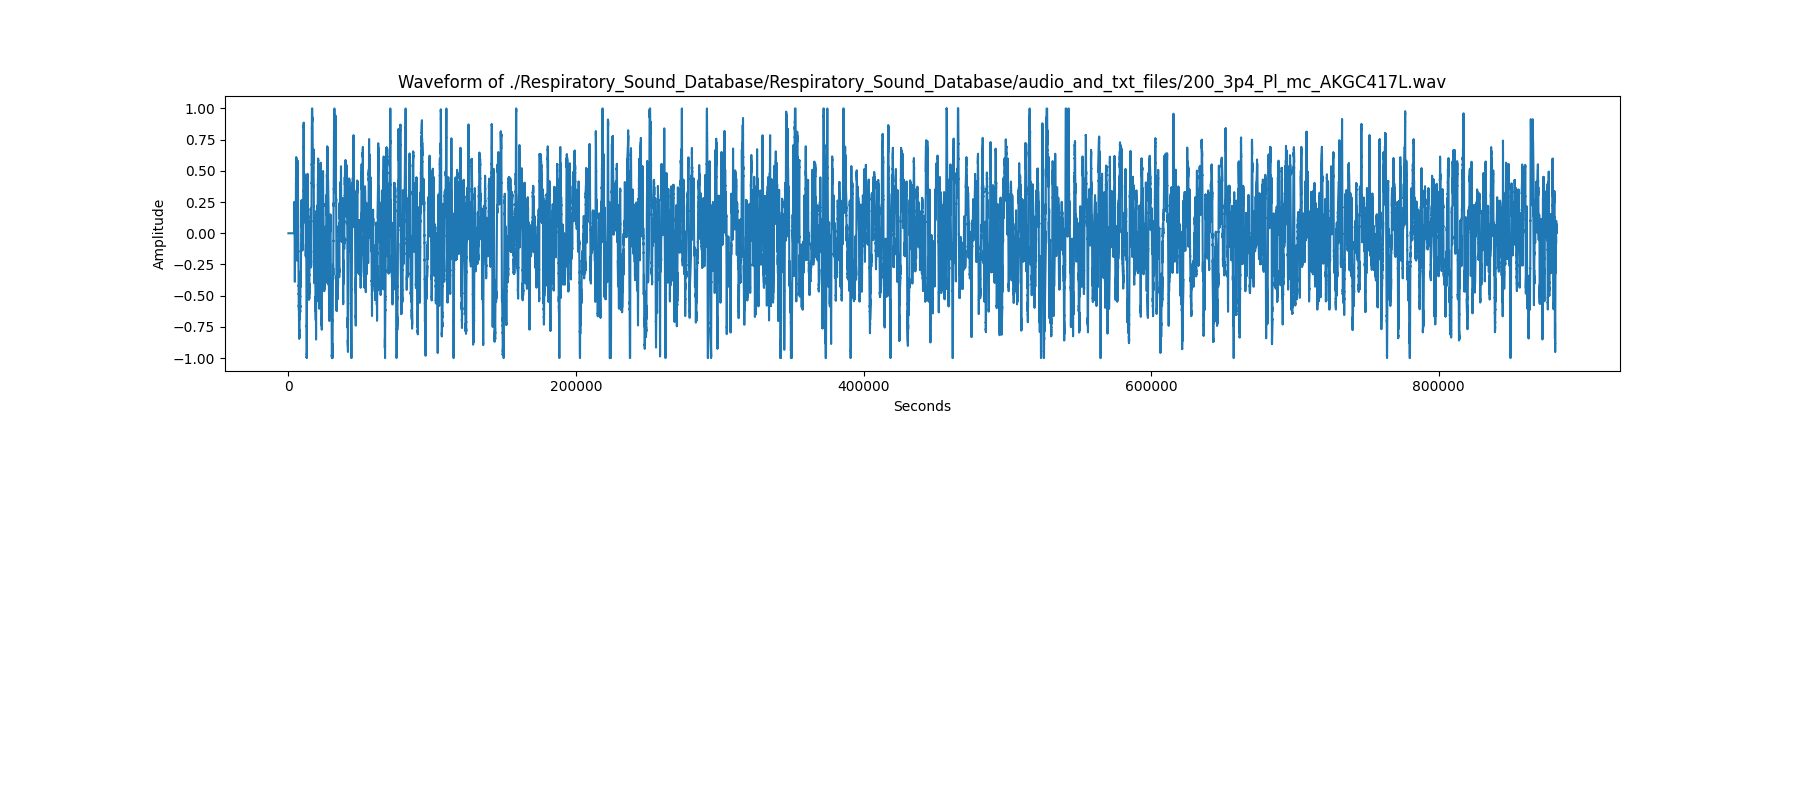 Waveform of ./Respiratory_Sound_Database/Respiratory_Sound_Database/audio_and_txt_files/200_3p4_Pl_mc_AKGC417L.wav
1.00
0.75
0.50
0.25
0.00
−0.25
−0.50
−0.75
−1.00
Amplitude
0 200000 400000 600000 800000
Seconds